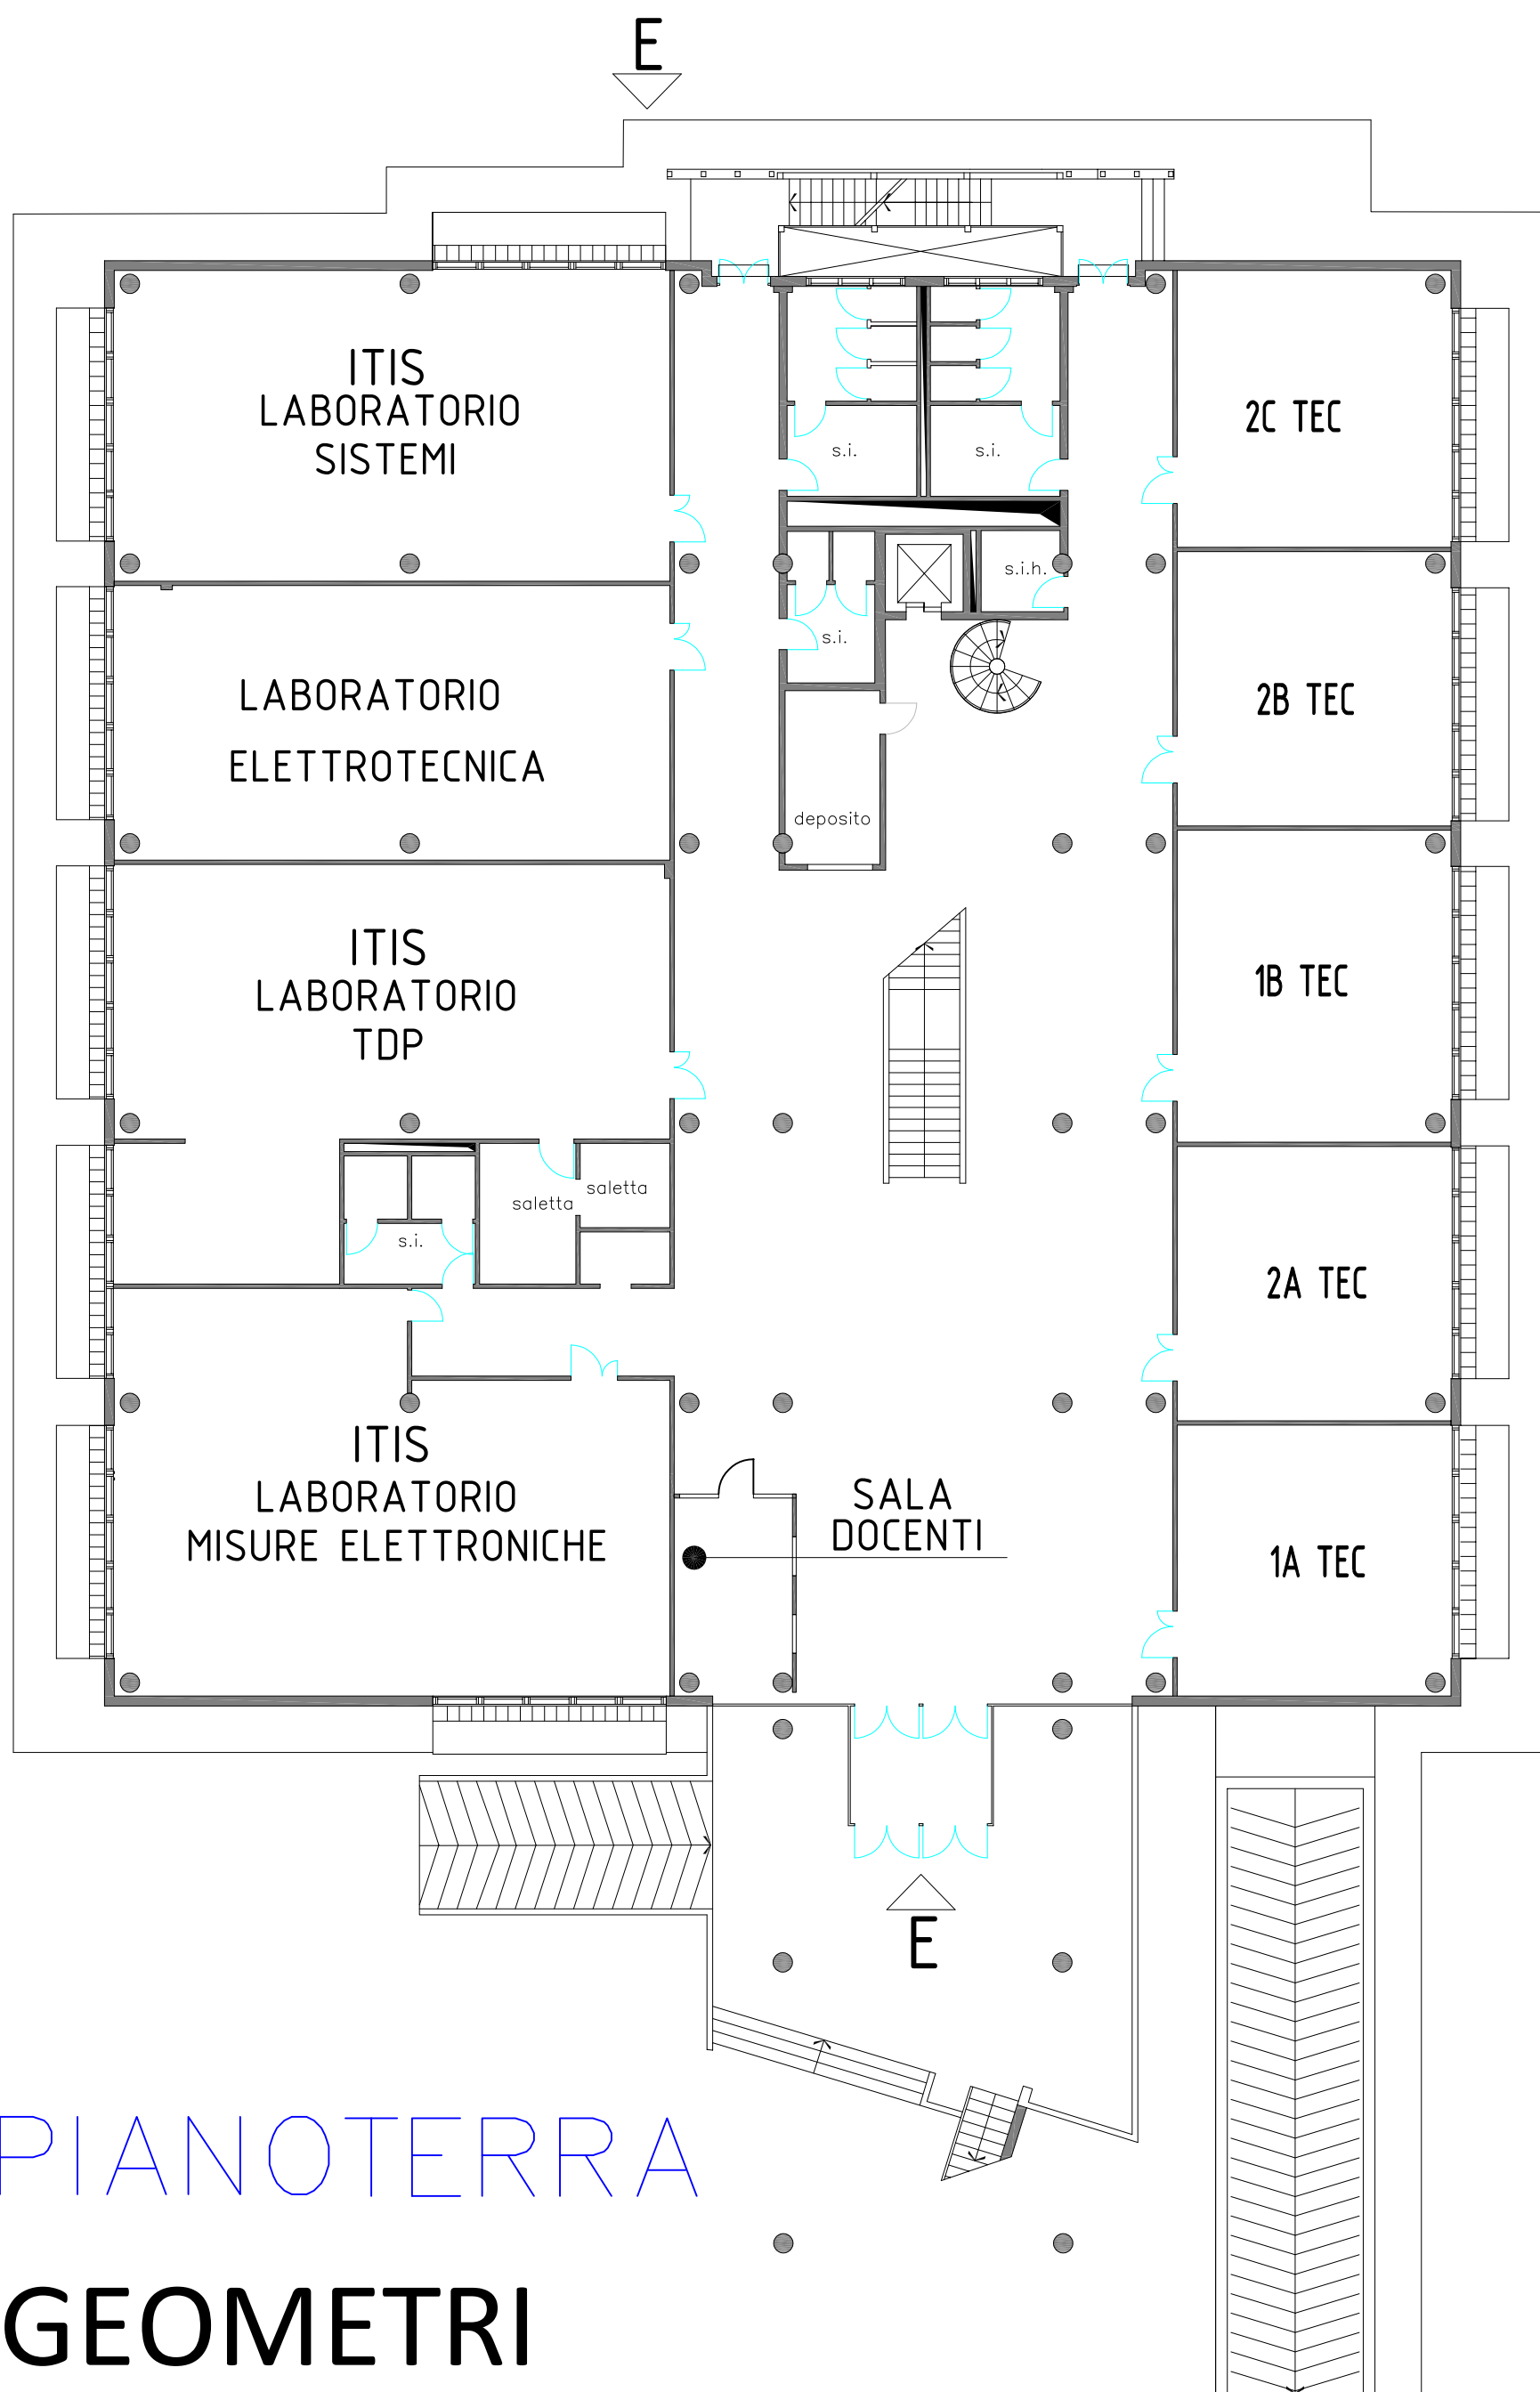 E
ITIS
LABORATORIO
SISTEMI
s.i.
s.i.
2C TEC
s.i.h.
s.i.
LABORATORIO
ELETTROTECNICA
2B TEC
deposito
ITIS
LABORATORIO
TDP
1B TEC
saletta
saletta
s.i.
2A TEC
ITIS
LABORATORIO
MISURE ELETTRONICHE
SALA
DOCENTI
1A TEC
E
PIANOTERRA
GEOMETRI